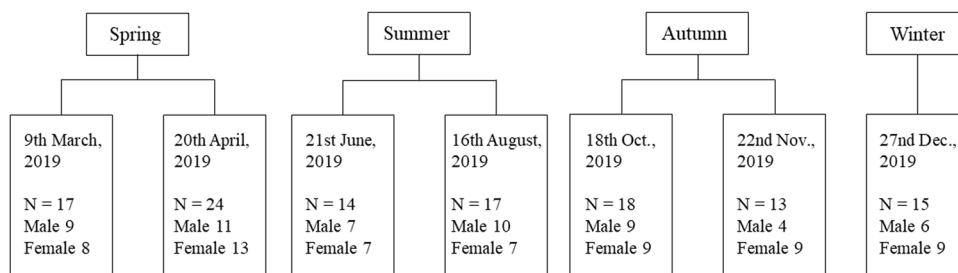 Spring
Summer
Autumn
Winter
9th March,
2019
N = 17
Male 9
Female 8
20th April,
2019
N = 24
Male 11
Female 13
21st June,
2019
N = 14
Male 7
Female 7
16th August,
2019
N = 17
Male 10
Female 7
18th Oct.,
2019
N = 18
Male 9
Female 9
22nd Nov.,
2019
N = 13
Male 4
Female 9
27nd Dec.,
2019
N = 15
Male 6
Female 9